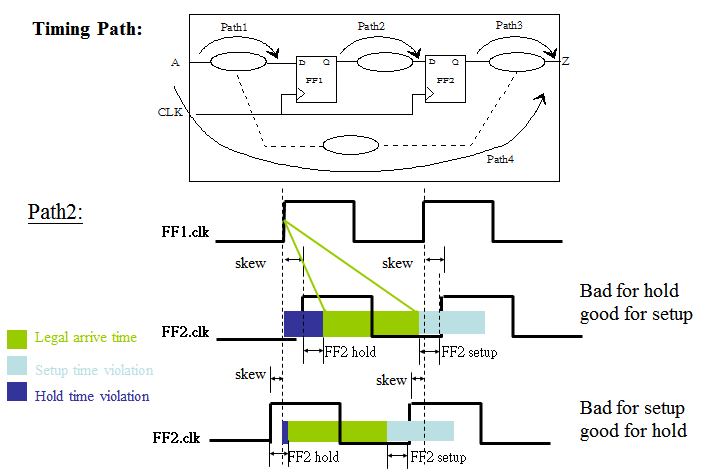 Timing Path:
Path1
Path2
Path3
A
D
Q
FF1
D
Q
FF2
Z
CLK
Path4
Path2:
FF1.clk
skew
skew
Bad for hold
good for setup
FF2.clk
Legal arrive time
FF2 hold
FF2 setup
Setup time violation
skew
skew
Hold time violation
Bad for setup
good for hold
FF2.clk
FF2 hold
FF2 setup